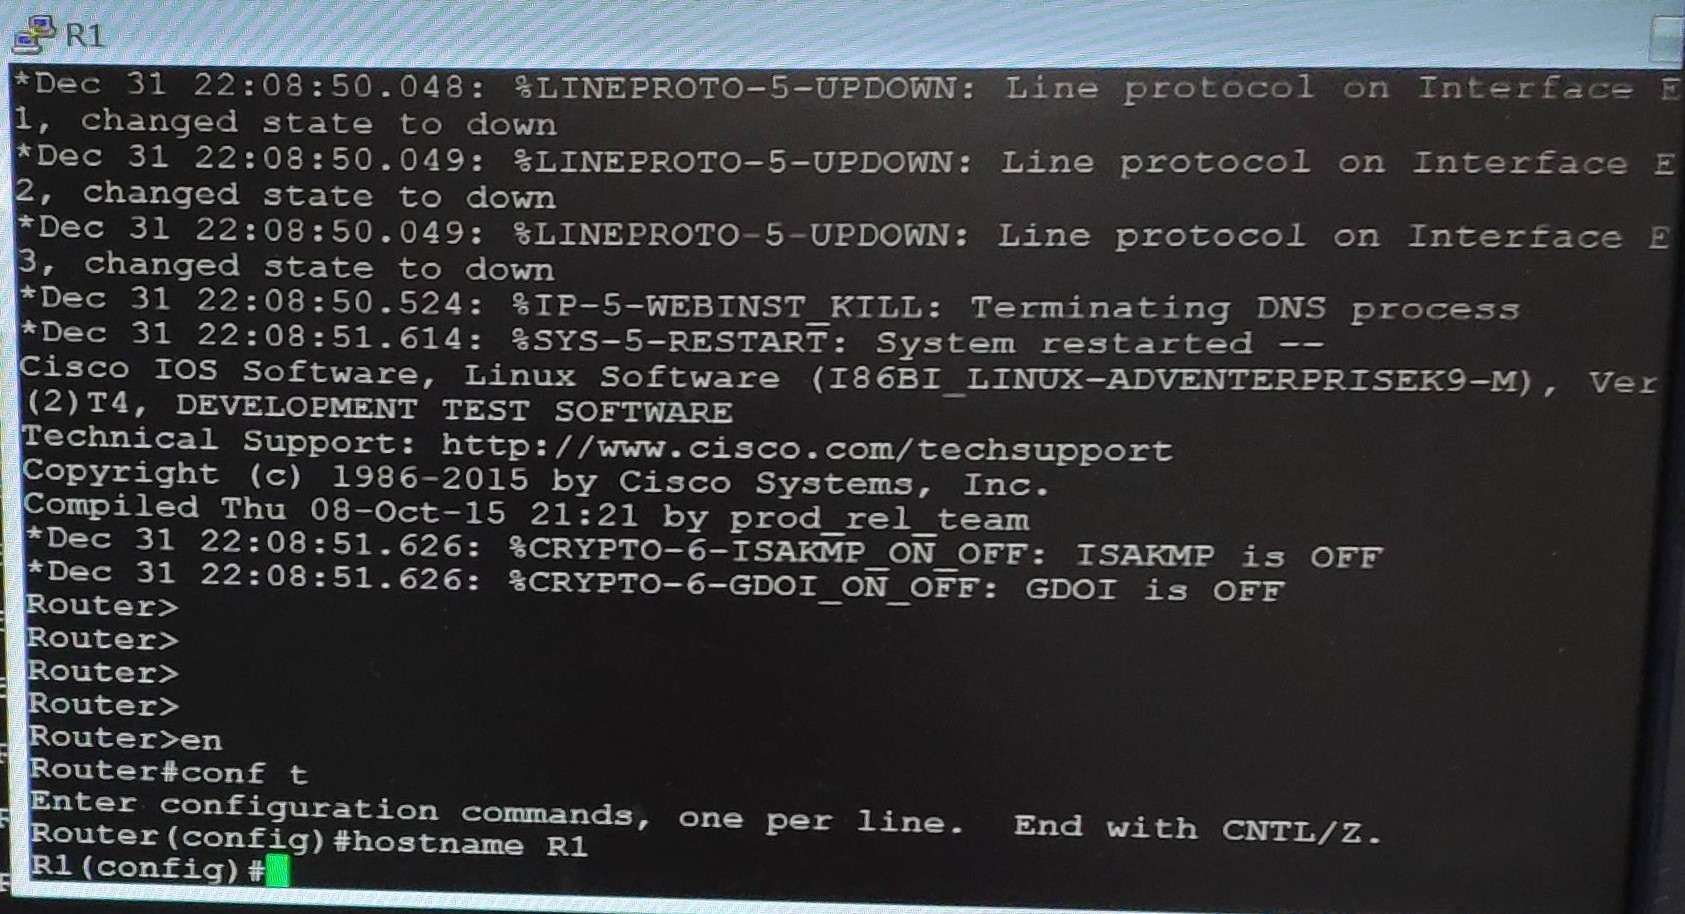 R1
*Dec 31 22:08:50.048: %LINEPROTO-5-UPDOWN: Line protocol on Interface E
1, changed state to down
*Dec 31 22:08:50.049: %LINEPROTO-5-UPDOWN: Line protocol on Interface E
2, changed state to down
*Dec 31 22:08:50.049: %LINEPROTO-5-UPDOWN: Line protocol on Interface E
3, changed state to down
*Dec 31 22:08:50.524: %IP-5-WEBINST_KILL: Terminating DNS process
*Dec 31 22:08:51.614: %SYS-5-RESTART: System restarted --
Cisco IOS Software, Linux Software (I86BI_LINUX-ADVENTERPRISEK9-M), Ver
(2)T4, DEVELOPMENT TEST SOFTWARE
Technical Support: http://www.cisco.com/techsupport
Copyright (c) 1986-2015 by Cisco Systems, Inc.
Compiled Thu 08-Oct-15 21:21 by prod_rel_team
*Dec 31 22:08:51.626: %CRYPTO-6-ISAKMP_ON_OFF: ISAKMP is OFF
*Dec 31 22:08:51.626: %CRYPTO-6-GDOI_ON_OFF: GDOI is OFF
Router>
Router>
Router>
Router>
Router>en
Router#conf t
Enter configuration commands, one per line.  End with CNTL/Z.
Router(config)#hostname R1
R1(config)#